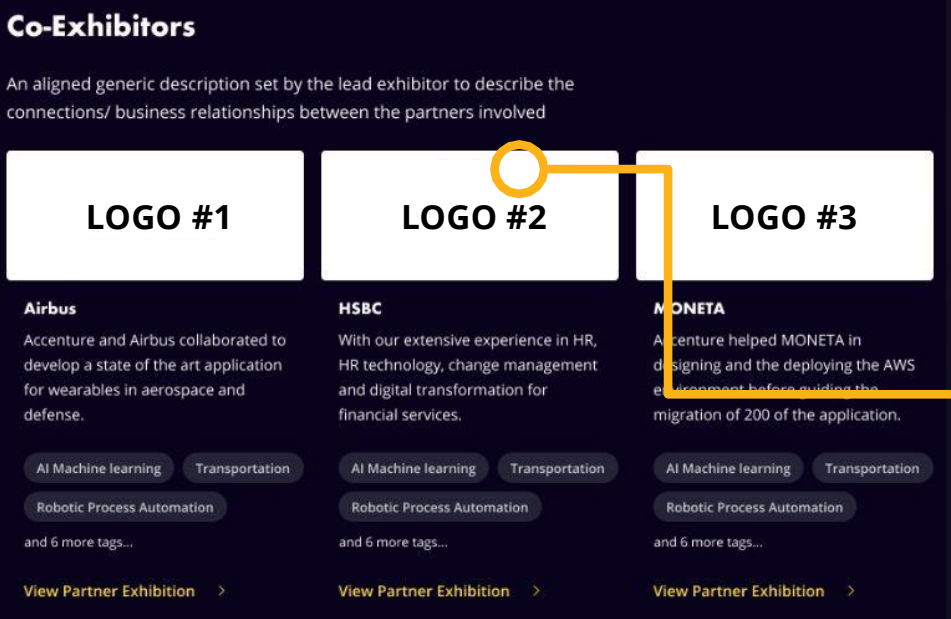 Co-Exhibitors
An aligned generic description set by the lead exhibitor to describe the
connections/ business relationships between the partners involved
LOGO #1
LOGO #2
LOGO #3
Airbus
Accenture and Airbus collaborated to
develop a state of the art application
for wearables in aerospace and
defense.
AI Machine learning
Transportation
Robotic Process Automation
and 6 more tags...
View Partner Exhibition >
HSBC
With our extensive experience in HR,
HR technology, change management
and digital transformation for
financial services.
AI Machine learning
Transportation
Robotic Process Automation
and 6 more tags...
View Partner Exhibition >
MONETA
Accenture helped MONETA in
designing and the deploying the AWS
environment before guiding the
migration of 200 of the application.
AI Machine learning
Transportation
Robotic Process Automation
and 6 more tags...
View Partner Exhibition >